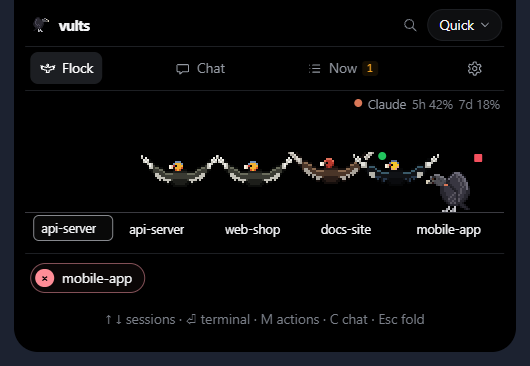 vults Quick
Flock Chat Now 1
Claude 5h 42% 7d 18%
api-server api-server web-shop docs-site mobile-app
mobile-app
↑↓ sessions · ⏎ terminal · M actions · C chat · Esc fold